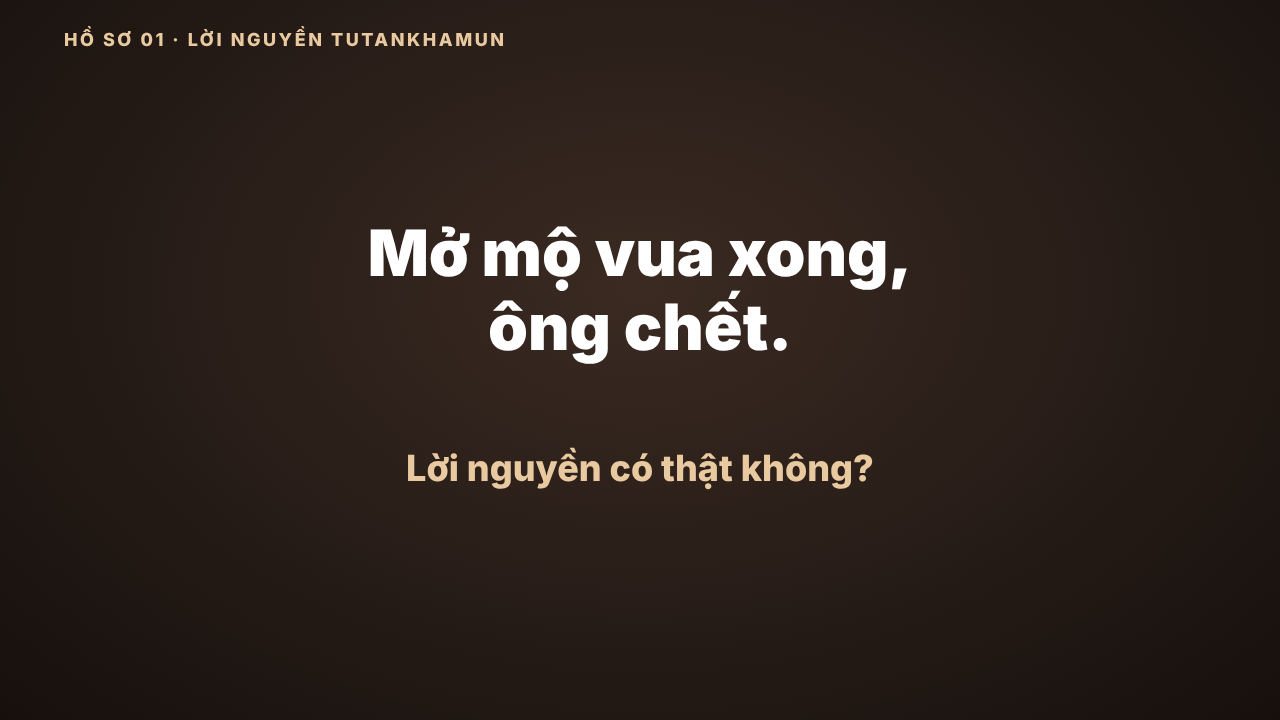 HỒ SƠ 01 · LỜI NGUYỀN TUTANKHAMUN
Mở mộ vua xong,
ông chết.
Lời nguyền có thật không?